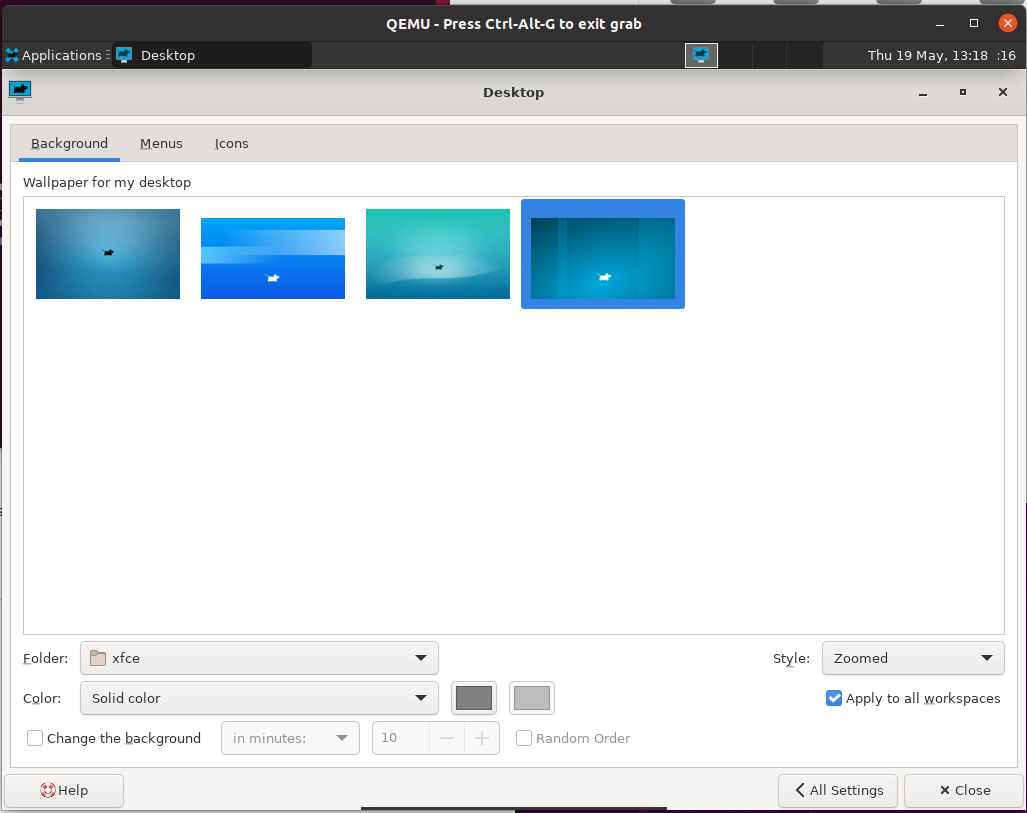 QEMU - Press Ctrl-Alt-G to exit grab
Applications Desktop Thu 19 May, 13:18 :16
Desktop
Background Menus Icons
Wallpaper for my desktop
Folder: xfce Style: Zoomed
Color: Solid color Apply to all workspaces
Change the background in minutes: 10 Random Order
Help All Settings Close